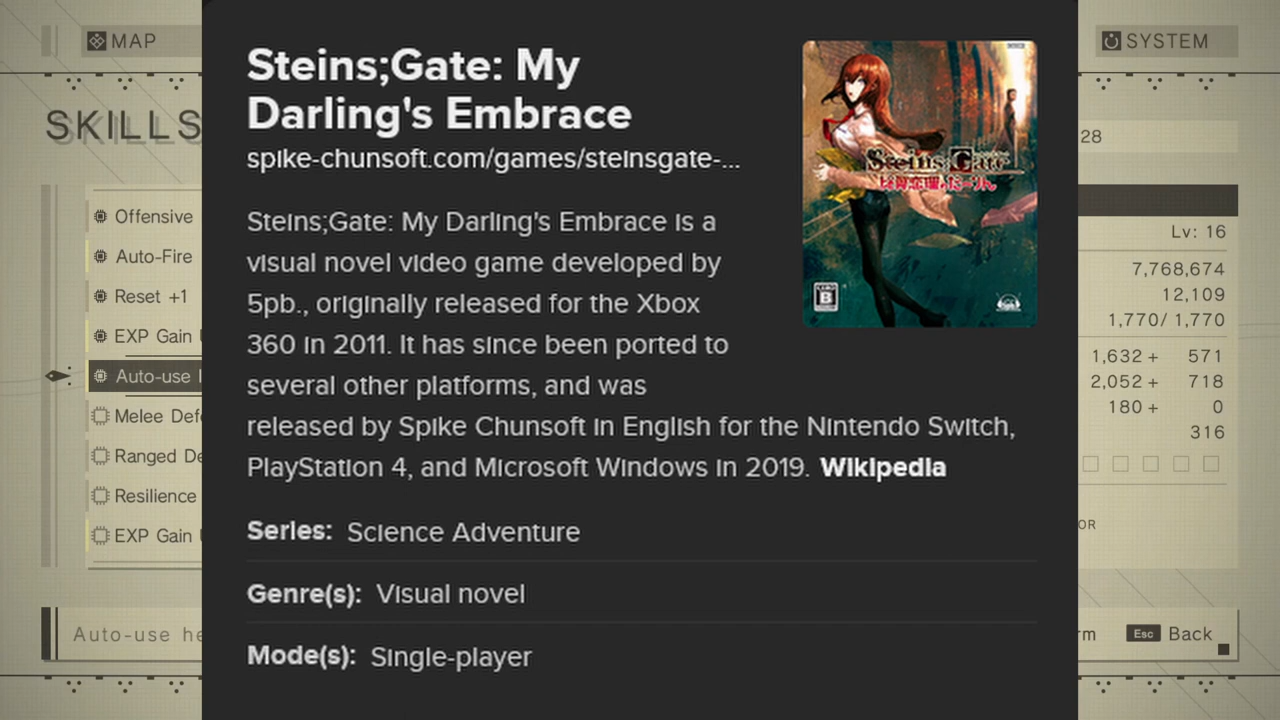 MAP
SYSTEM
SKILLS
28
Offensive
Auto-Fire
Reset +1
EXP Gain
Auto-use
Melee Def
Ranged De
Resilience
EXP Gain
Auto-use he
Steins;Gate: My
Darling's Embrace
spike-chunsoft.com/games/steinsgate-...
Steins;Gate: My Darling's Embrace is a
visual novel video game developed by
5pb., originally released for the Xbox
360 in 2011. It has since been ported to
several other platforms, and was
released by Spike Chunsoft in English for the Nintendo Switch,
PlayStation 4, and Microsoft Windows in 2019. Wikipedia
Series: Science Adventure
Genre(s): Visual novel
Mode(s): Single-player
Steins;Gate
B
Lv: 16
7,768,674
12,109
1,770/ 1,770
1,632 + 571
2,052 + 718
180 + 0
316
OR
rm
Esc Back